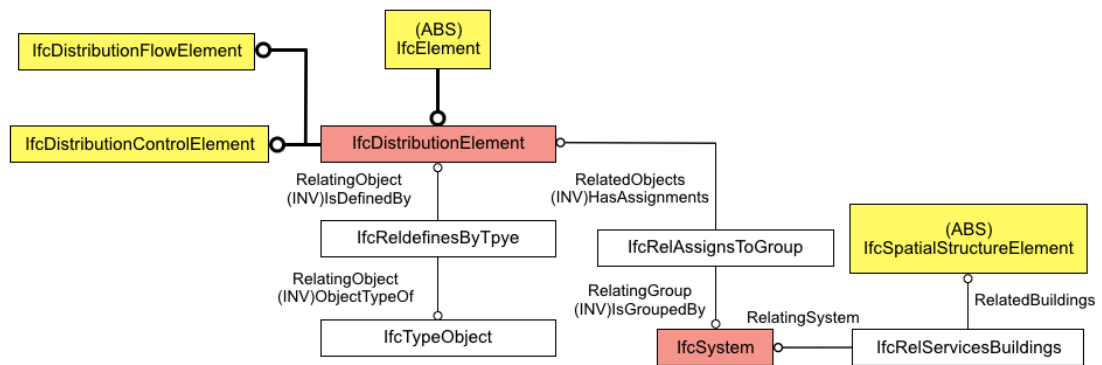 (ABS)
IfcElement
IfcDistributionFlowElement
IfcDistributionControlElement
IfcDistributionElement
RelatingObject
(INV)IsDefinedBy
RelatedObjects
(INV)HasAssignments
IfcReldefinesByTpye
IfcRelAssignsToGroup
(ABS)
IfcSpatialStructureElement
RelatingObject
(INV)ObjectTypeOf
RelatingGroup
(INV)IsGroupedBy
RelatedBuildings
RelatingSystem
IfcTypeObject
IfcSystem
IfcRelServicesBuildings